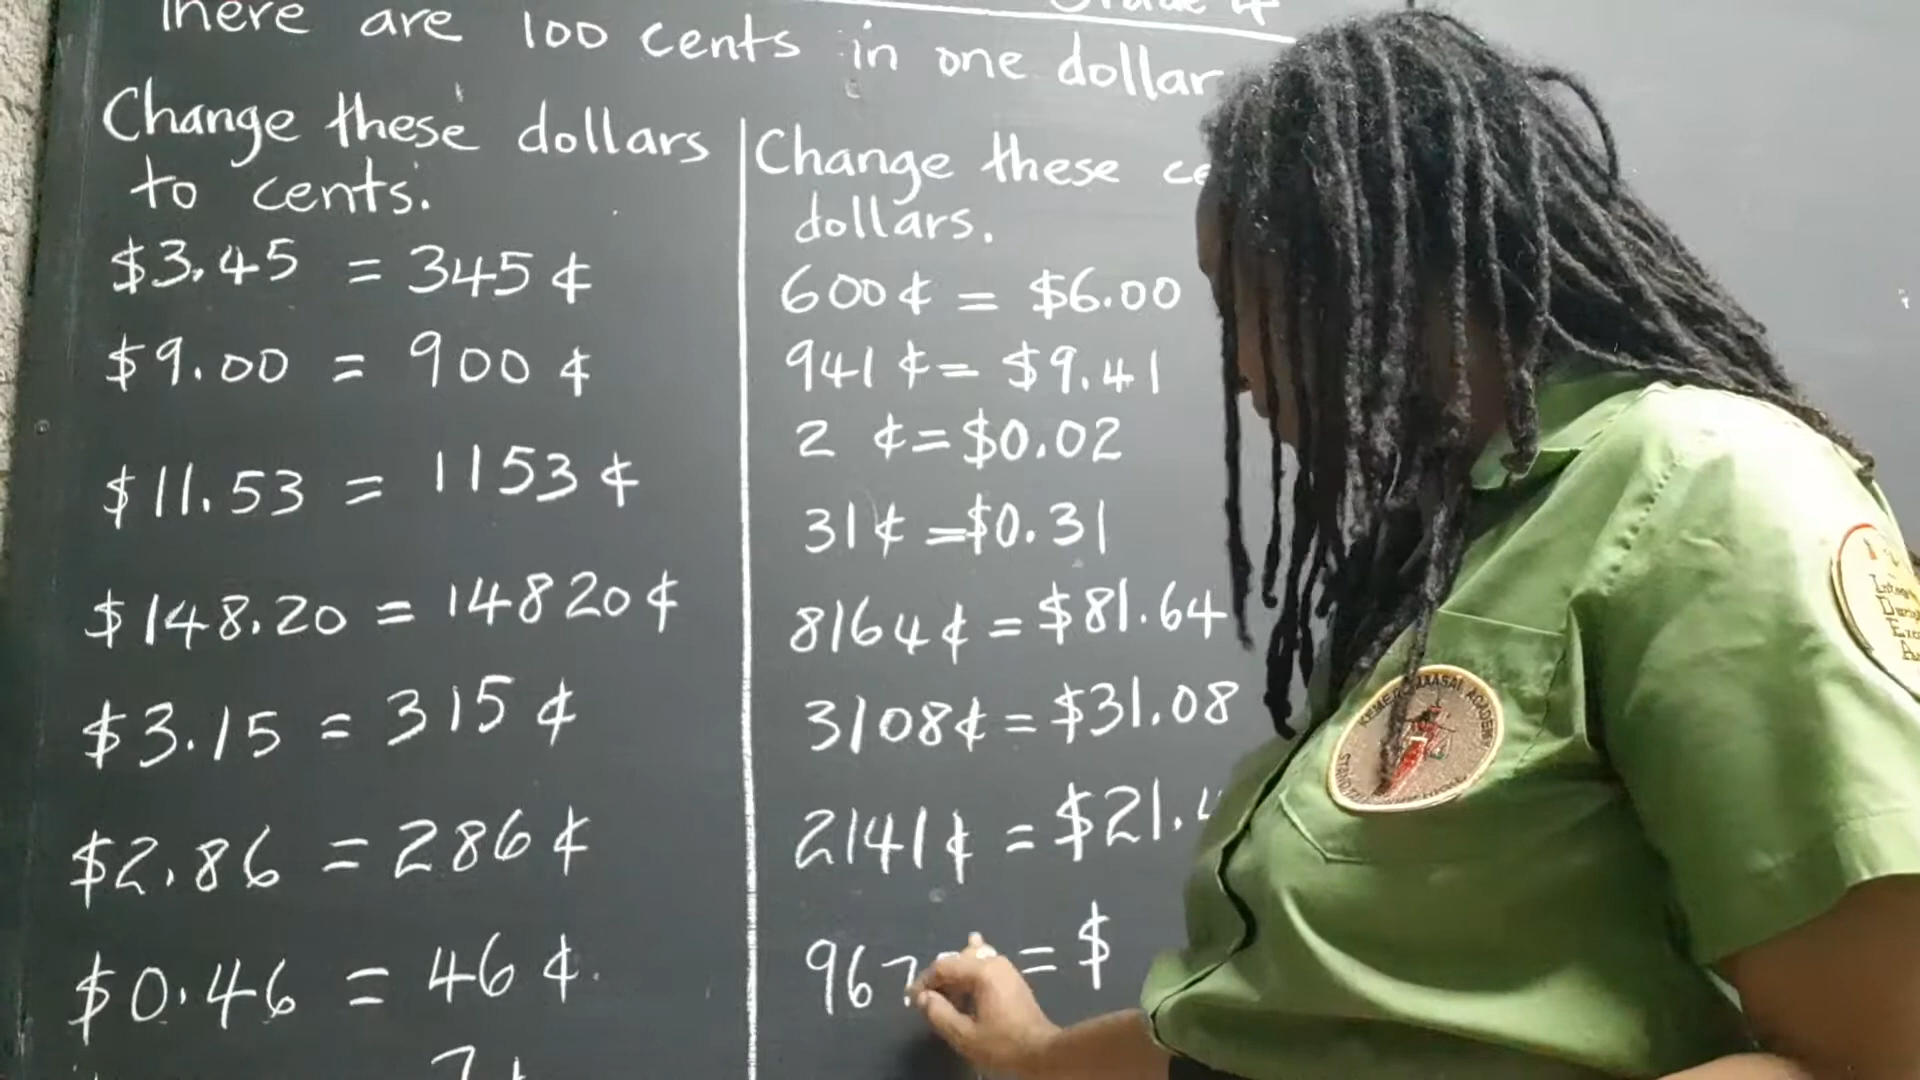 There are 100 cents in one dollar
Change these dollars
to cents.
$3.45 = 345 ¢
$9.00 = 900 ¢
$11.53 = 1153 ¢
$148.20 = 14820 ¢
$3.15 = 315 ¢
$2.86 = 286 ¢
$0.46 = 46 ¢.
Change these
dollars.
600 ¢ = $6.00
941 ¢ = $9.41
2 ¢ = $0.02
31 ¢ = $0.31
8164 ¢ = $81.64
3108 ¢ = $31.08
2141 ¢ = $21.4
967 = $